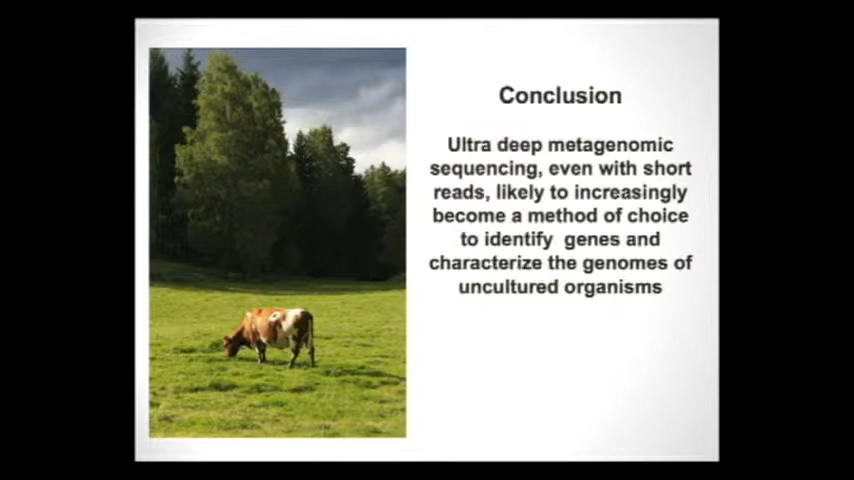 Conclusion
Ultra deep metagenomic
sequencing, even with short
reads, likely to increasingly
become a method of choice
to identify  genes and
characterize the genomes of
uncultured organisms